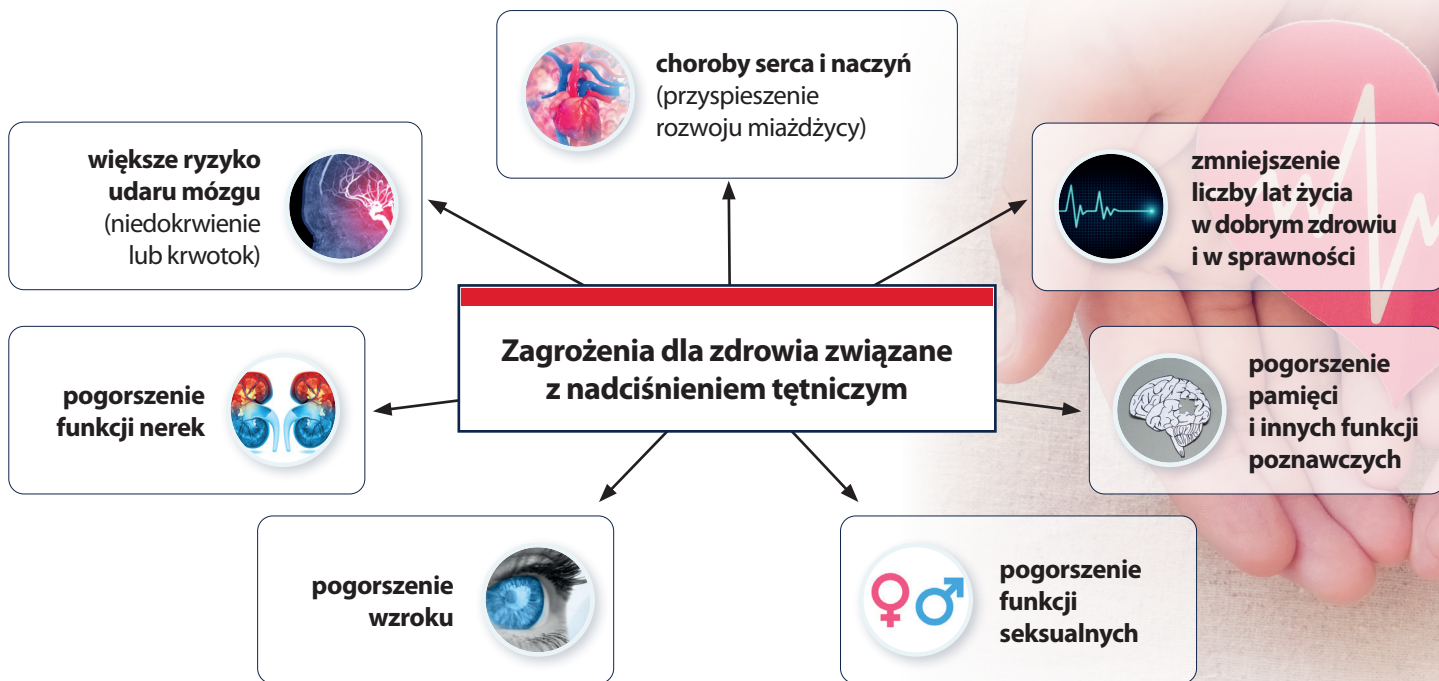 choroby serca i naczyń
(przyspieszenie
rozwoju miażdżycy)
większe ryzyko
udaru mózgu
(niedokrwienie
lub krwotok)
zmniejszenie
liczby lat życia
w dobrym zdrowiu
i w sprawności
Zagrożenia dla zdrowia związane
z nadciśnieniem tętniczym
pogorszenie
funkcji nerek
pogorszenie
pamięci
i innych funkcji
poznawczych
pogorszenie
wzroku
pogorszenie
funkcji
seksualnych